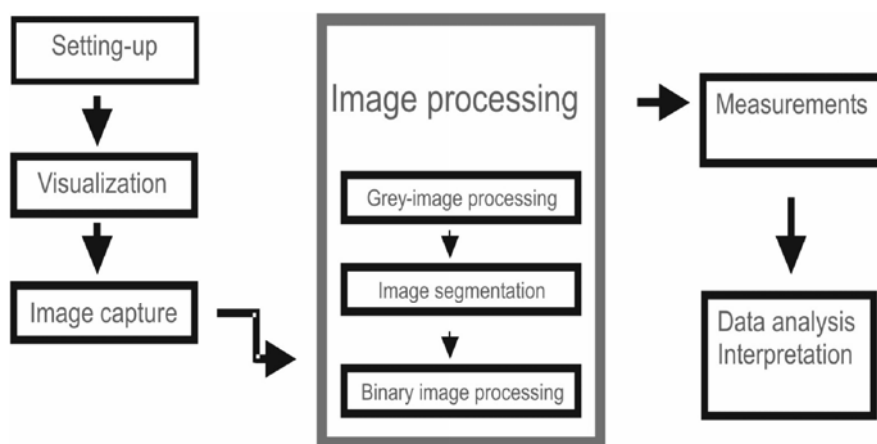 Setting-up
Visualization
Image capture
Image processing
Grey-image processing
Image segmentation
Binary image processing
Measurements
Data analysis
Interpretation